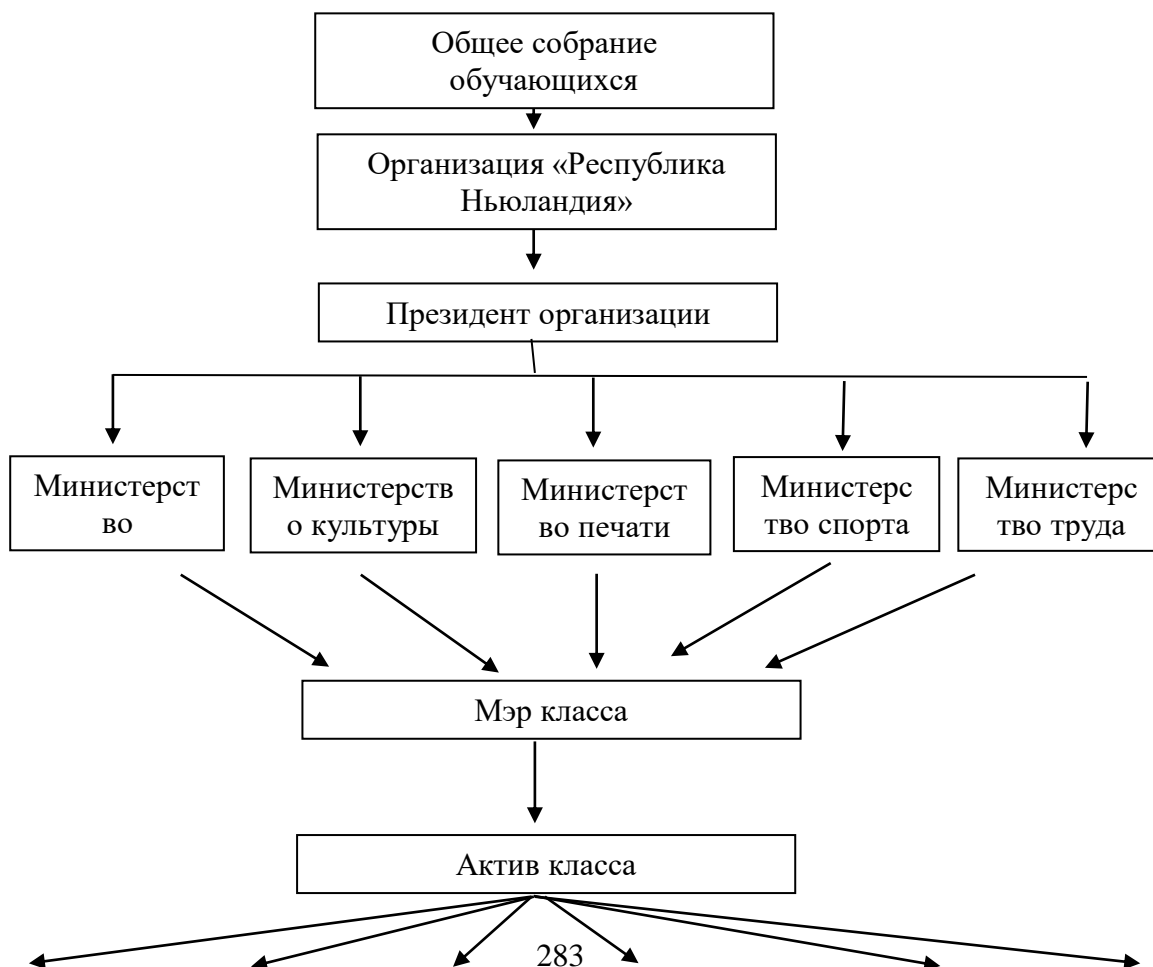 Общее собрание
обучающихся
Организация «Республика
Ньюландия»
Президент организации
Министерст
во
Министерств
о культуры
Министерст
во печати
Министерс
тво спорта
Министерс
тво труда
Мэр класса
Актив класса
283